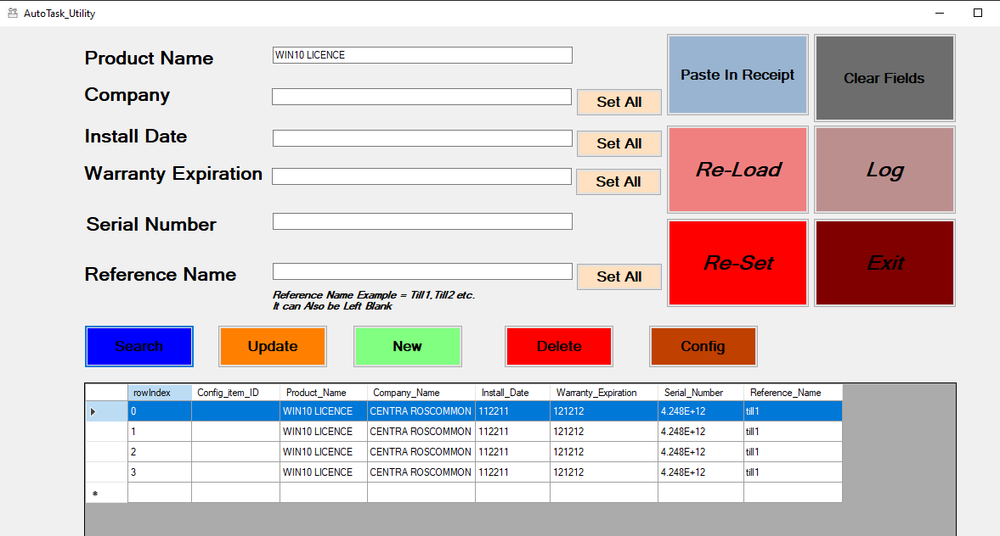 AutoTask_Utility
Product Name WIN10 LICENCE
Company Set All
Install Date Set All
Warranty Expiration Set All
Serial Number
Reference Name Set All
Reference Name Example = Till1,Till2 etc.
It can Also be Left Blank
Paste In Receipt Clear Fields
Re-Load Log
Re-Set Exit
Search Update New Delete Config
rowIndex Config_item_ID Product_Name Company_Name Install_Date Warranty_Expiration Serial_Number Reference_Name
0 WIN10 LICENCE CENTRA ROSCOMMON 112211 121212 4.248E+12 till1
1 WIN10 LICENCE CENTRA ROSCOMMON 112211 121212 4.248E+12 till1
2 WIN10 LICENCE CENTRA ROSCOMMON 112211 121212 4.248E+12 till1
3 WIN10 LICENCE CENTRA ROSCOMMON 112211 121212 4.248E+12 till1